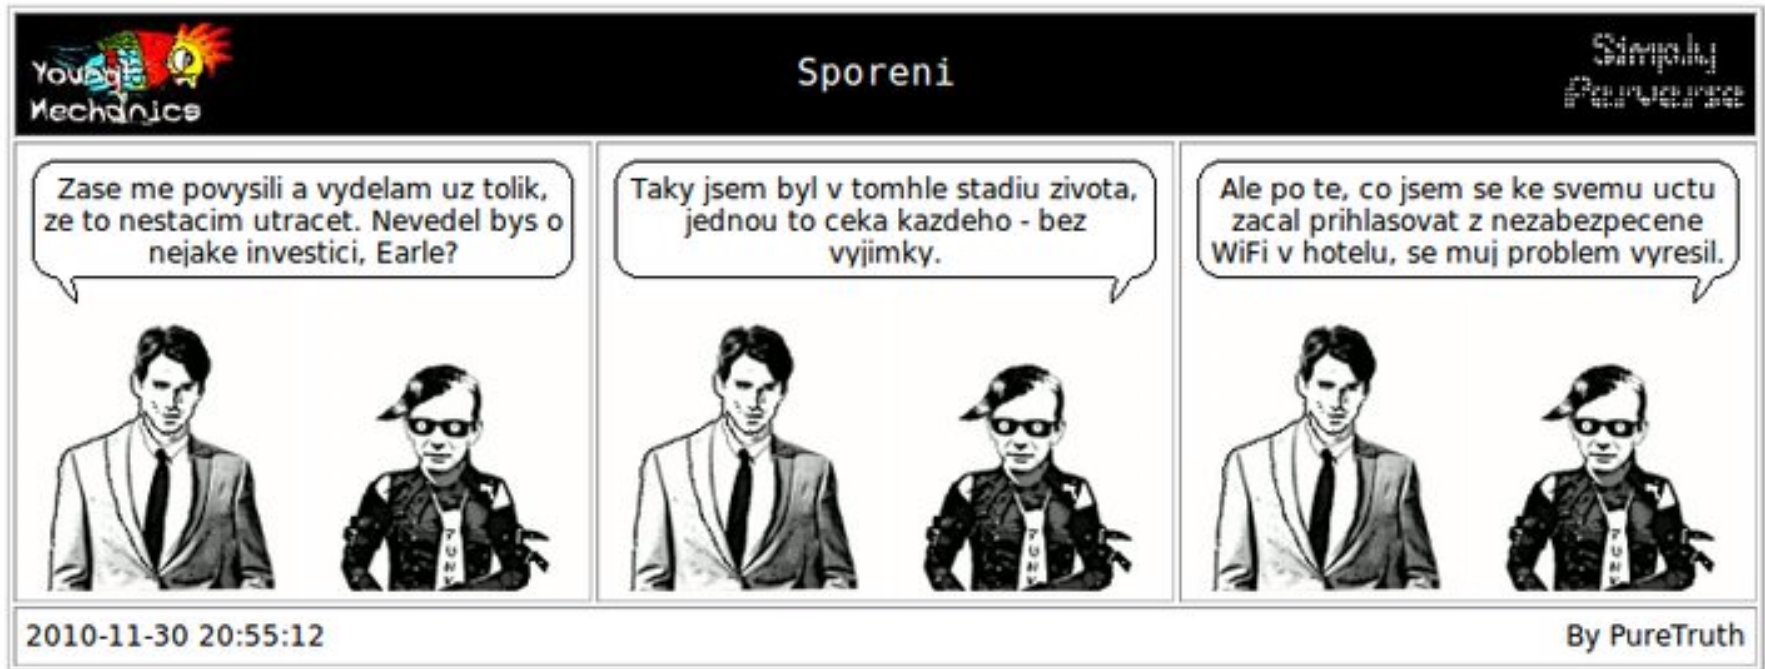 Young
Mechanics
Sporeni
Simply
Perverse
Zase me povysili a vydelam uz tolik,
ze to nestacim utracet. Nevedel bys o
nejake investici, Earle?
Taky jsem byl v tomhle stadiu zivota,
jednou to ceka kazdeho - bez
vyjimky.
Ale po te, co jsem se ke svemu uctu
zacal prihlasovat z nezabezpecene
WiFi v hotelu, se muj problem vyresil.
PUNK
PUNK
PUNK
2010-11-30 20:55:12
By PureTruth